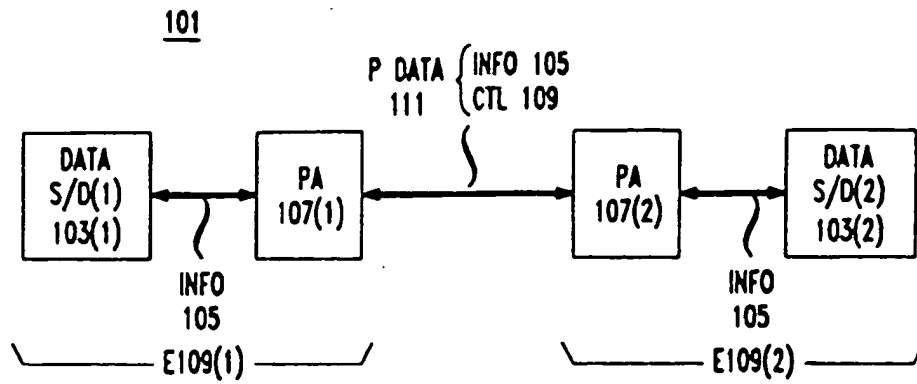 101
P DATA
111
INFO 105
CTL 109
DATA
S/D(1)
103(1)
PA
107(1)
PA
107(2)
DATA
S/D(2)
103(2)
INFO
105
INFO
105
E109(1)
E109(2)